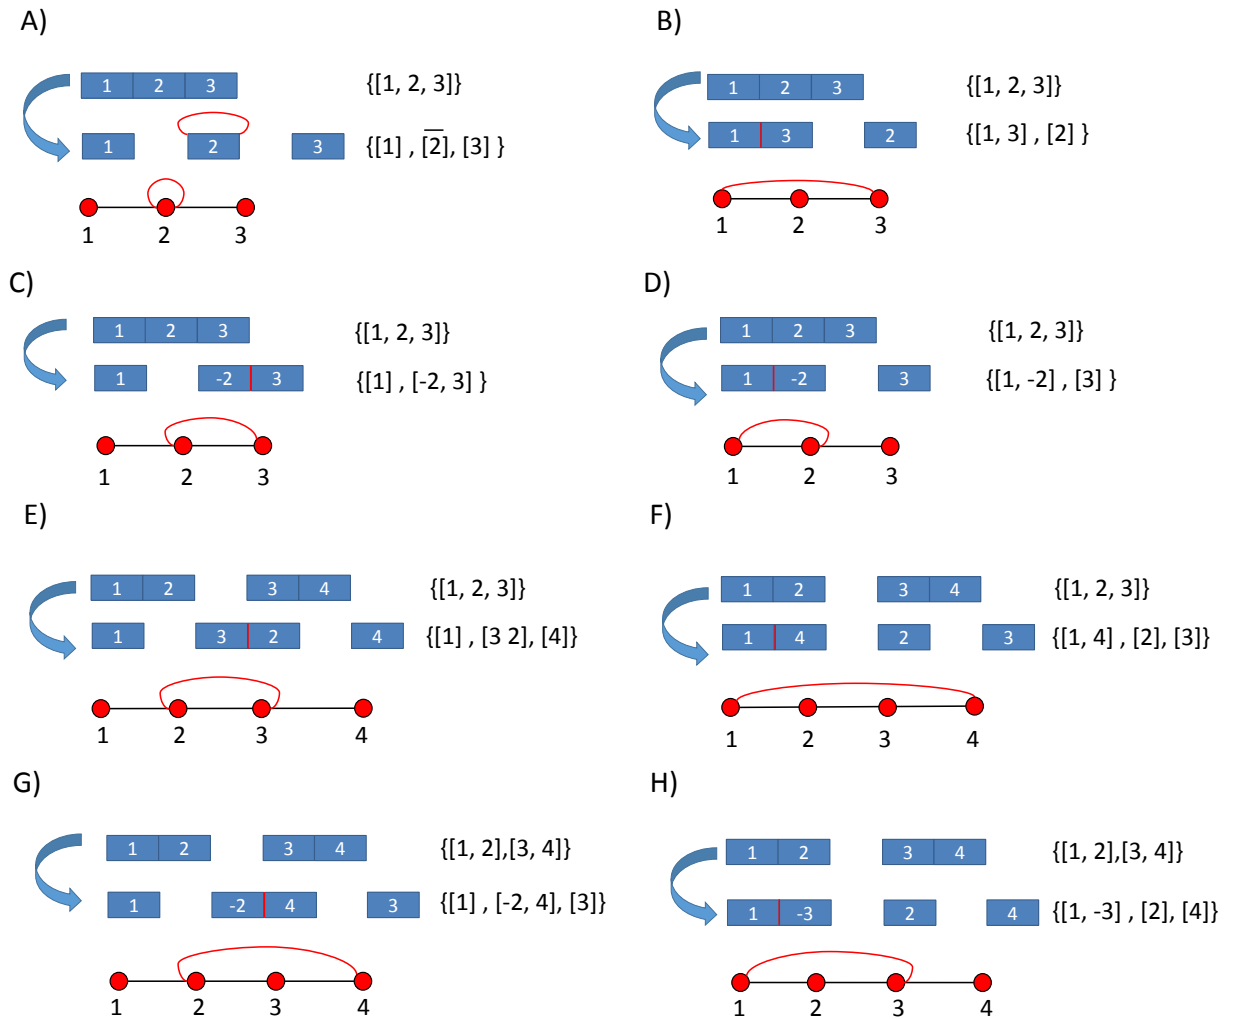 A)
1 2 3 {[1, 2, 3]}
1 2 3 {[1] , [2̅], [3] }
1 2 3
B)
1 2 3 {[1, 2, 3]}
1 3 2 {[1, 3] , [2] }
1 2 3
C)
1 2 3 {[1, 2, 3]}
1 -2 3 {[1] , [-2, 3] }
1 2 3
D)
1 2 3 {[1, 2, 3]}
1 -2 3 {[1, -2] , [3] }
1 2 3
E)
1 2 3 4 {[1, 2, 3]}
1 3 2 4 {[1] , [3 2], [4]}
1 2 3 4
F)
1 2 3 4 {[1, 2, 3]}
1 4 2 3 {[1, 4] , [2], [3]}
1 2 3 4
G)
1 2 3 4 {[1, 2],[3, 4]}
1 -2 4 3 {[1] , [-2, 4], [3]}
1 2 3 4
H)
1 2 3 4 {[1, 2],[3, 4]}
1 -3 2 4 {[1, -3] , [2], [4]}
1 2 3 4